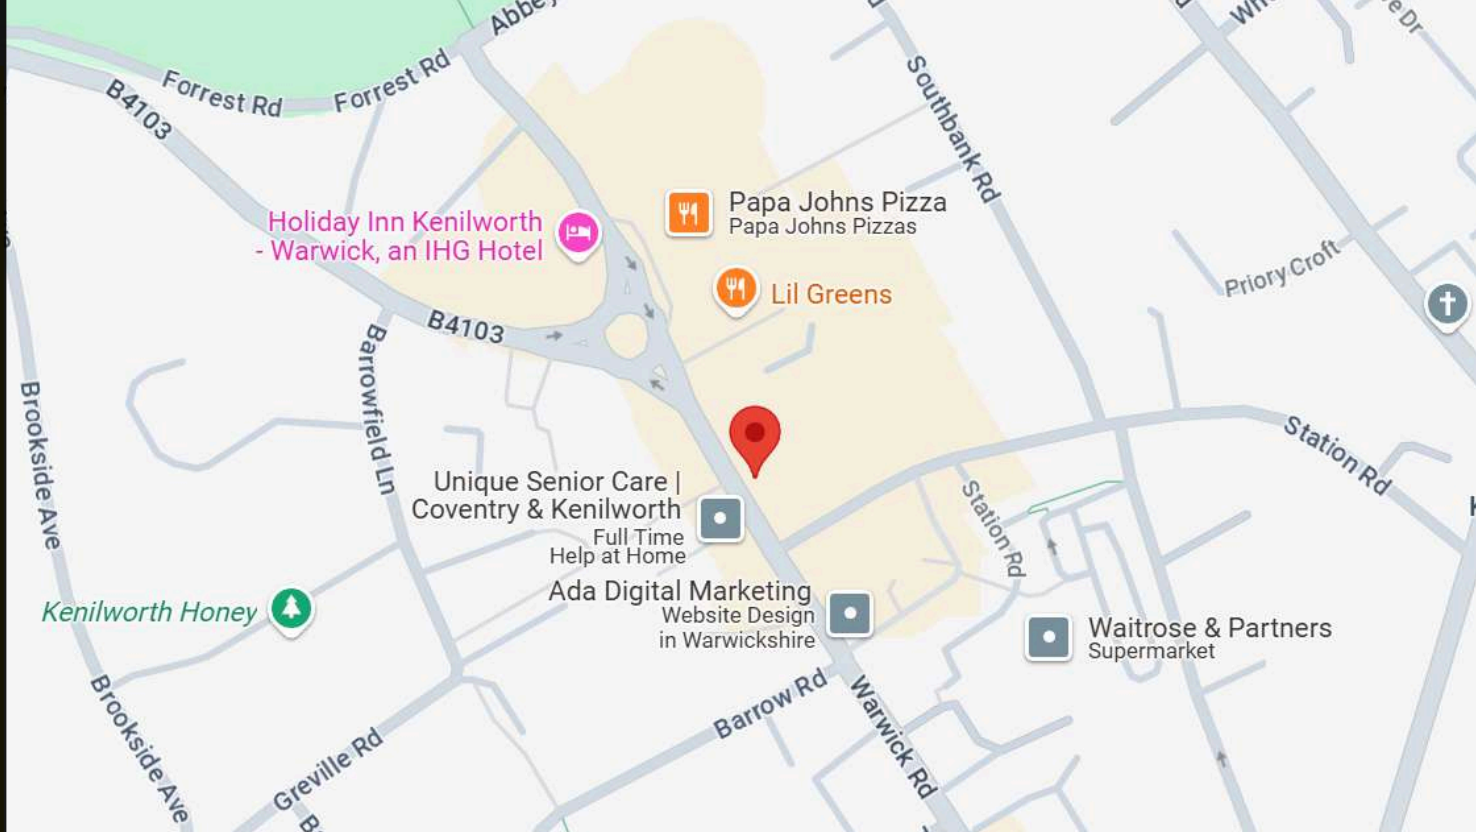 Abbey
Forrest Rd
Forrest Rd
B4103
Southbank Rd
Papa Johns Pizza
Papa Johns Pizzas
Holiday Inn Kenilworth
- Warwick, an IHG Hotel
Lil Greens
Priory Croft
B4103
Barrowfield Ln
Brookside Ave
Station Rd
Unique Senior Care |
Coventry & Kenilworth
Full Time
Help at Home
Station Rd
Ada Digital Marketing
Website Design
in Warwickshire
Kenilworth Honey
Waitrose & Partners
Supermarket
Barrow Rd
Warwick Rd
Brookside Ave
Greville Rd